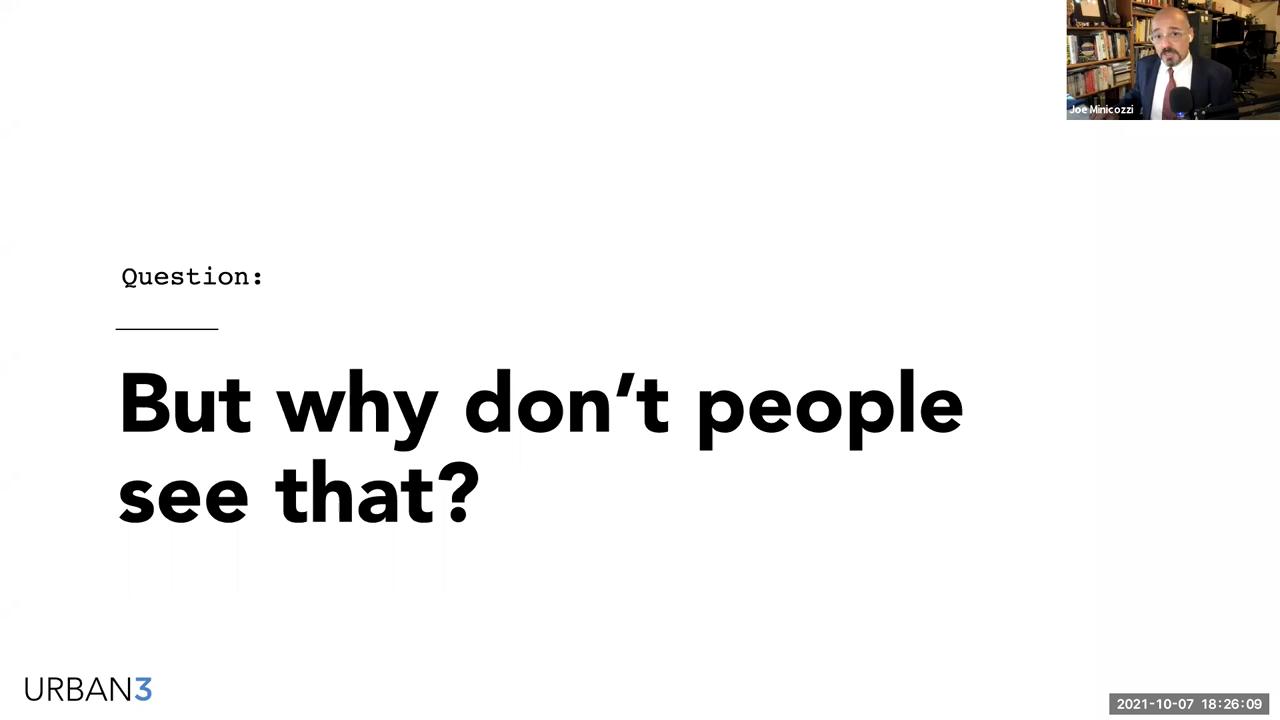 Joe Minicozzi
Question:
But why don’t people
see that?
URBAN3
2021-10-07 18:26:09